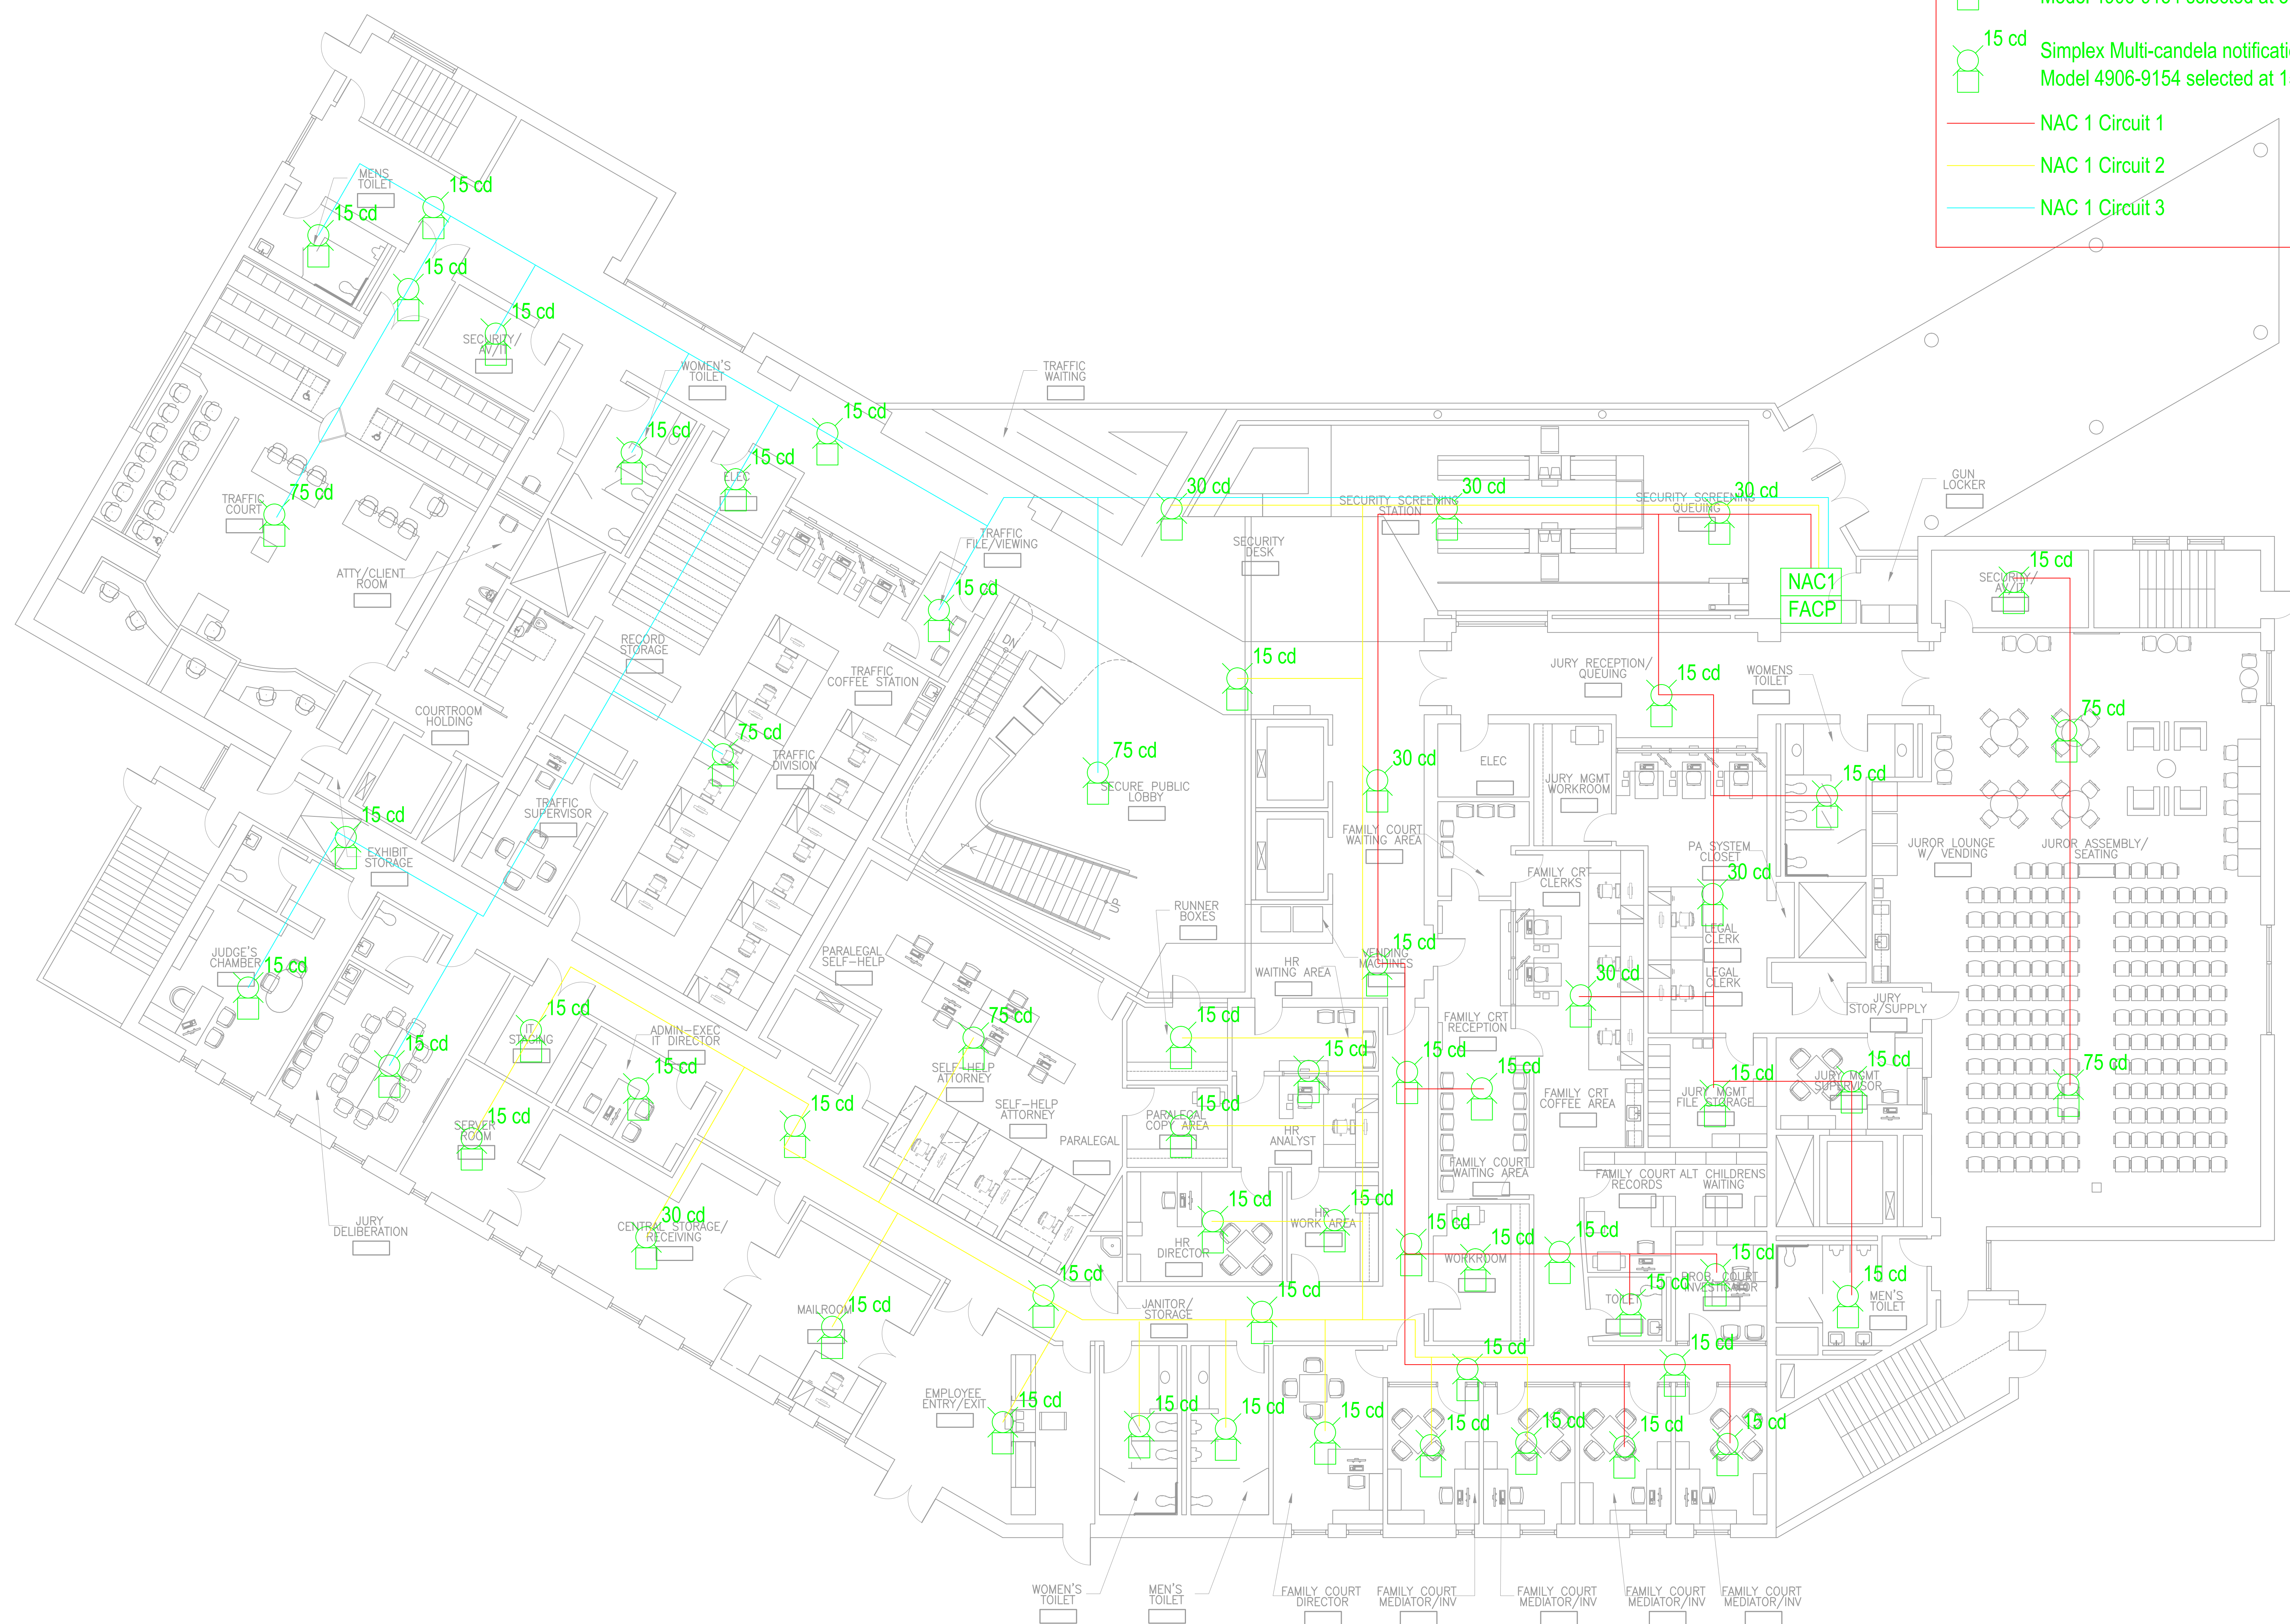 15 cd
Simplex Multi-candela
Model 4906-9154 selected at
NAC 1 Circuit 1
NAC 1 Circuit 2
NAC 1 Circuit 3
MENS
TOILET
15 cd
15 cd
15 cd
15 cd
SECURITY/
AV/IT
WOMEN'S
TOILET
TRAFFIC
WAITING
15 cd
15 cd
15 cd
ELEC
TRAFFIC
COURT
75 cd
30 cd
SECURITY SCREENING
STATION
30 cd
SECURITY SCREENING
QUEUING
30 cd
GUN
LOCKER
TRAFFIC
FILE/VIEWING
SECURITY
DESK
ATTY/CLIENT
ROOM
15 cd
NAC1
FACP
SECURITY/
AV/IT
15 cd
RECORD
STORAGE
DN
15 cd
TRAFFIC
COFFEE STATION
JURY RECEPTION/
QUEUING
15 cd
WOMENS
TOILET
COURTROOM
HOLDING
75 cd
TRAFFIC
DIVISION
75 cd
SECURE PUBLIC
LOBBY
30 cd
ELEC
JURY MGMT
WORKROOM
15 cd
75 cd
TRAFFIC
SUPERVISOR
15 cd
EXHIBIT
STORAGE
FAMILY COURT
WAITING AREA
PA SYSTEM
CLOSET
JUROR LOUNGE
W/ VENDING
JUROR ASSEMBLY/
SEATING
FAMILY CRT
CLERKS
30 cd
UP
RUNNER
BOXES
LEGAL
CLERK
JUDGE'S
CHAMBER
15 cd
PARALEGAL
SELF-HELP
HR
WAITING AREA
VENDING
MACHINES
15 cd
30 cd
LEGAL
CLERK
JURY
STOR/SUPPLY
IT
STAGING
15 cd
ADMIN-EXEC
IT DIRECTOR
75 cd
15 cd
FAMILY CRT
RECEPTION
15 cd
15 cd
15 cd
15 cd
SELF-HELP
ATTORNEY
15 cd
15 cd
JURY MGMT
SUPERVISOR
15 cd
75 cd
JURY MGMT
FILE STORAGE
FAMILY CRT
COFFEE AREA
SERVER
ROOM
15 cd
15 cd
SELF-HELP
ATTORNEY
PARALEGAL
PARALEGAL
COPY AREA
15 cd
HR
ANALYST
FAMILY COURT
WAITING AREA
FAMILY COURT
RECORDS
ALT CHILDRENS
WAITING
JURY
DELIBERATION
30 cd
CENTRAL STORAGE/
RECEIVING
15 cd
HR
DIRECTOR
15 cd
HR
WORK AREA
15 cd
WORKROOM
15 cd
15 cd
15 cd
PROB. COURT
INVESTIGATOR
15 cd
MEN'S
TOILET
TOILET
15 cd
MAILROOM
15 cd
15 cd
JANITOR/
STORAGE
15 cd
15 cd
15 cd
EMPLOYEE
ENTRY/EXIT
15 cd
15 cd
15 cd
15 cd
15 cd
15 cd
15 cd
15 cd
WOMEN'S
TOILET
MEN'S
TOILET
FAMILY COURT
DIRECTOR
FAMILY COURT
MEDIATOR/INV
FAMILY COURT
MEDIATOR/INV
FAMILY COURT
MEDIATOR/INV
FAMILY COURT
MEDIATOR/INV